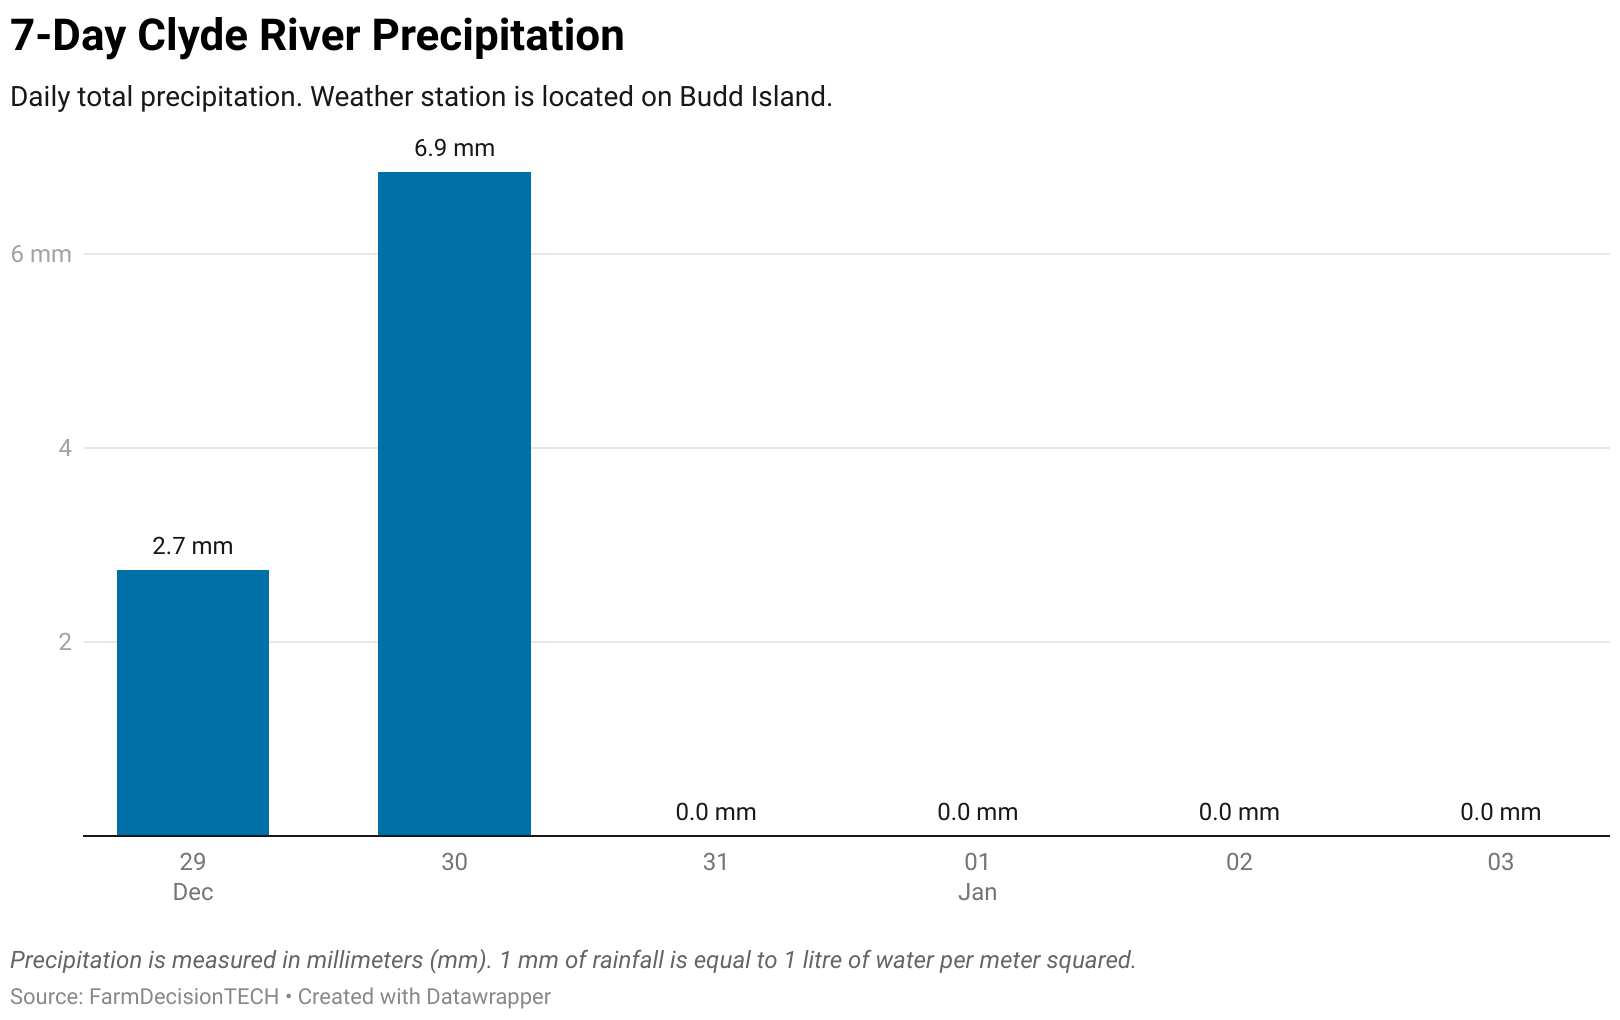 7-Day Clyde River Precipitation
Daily total precipitation. Weather station is located on Budd Island.
6.9 mm
6 mm
4
2.7 mm
2
0.0 mm 0.0 mm 0.0 mm 0.0 mm
29 30 31 01 02 03
Dec Jan
Precipitation is measured in millimeters (mm). 1 mm of rainfall is equal to 1 litre of water per meter squared.
Source: FarmDecisionTECH • Created with Datawrapper